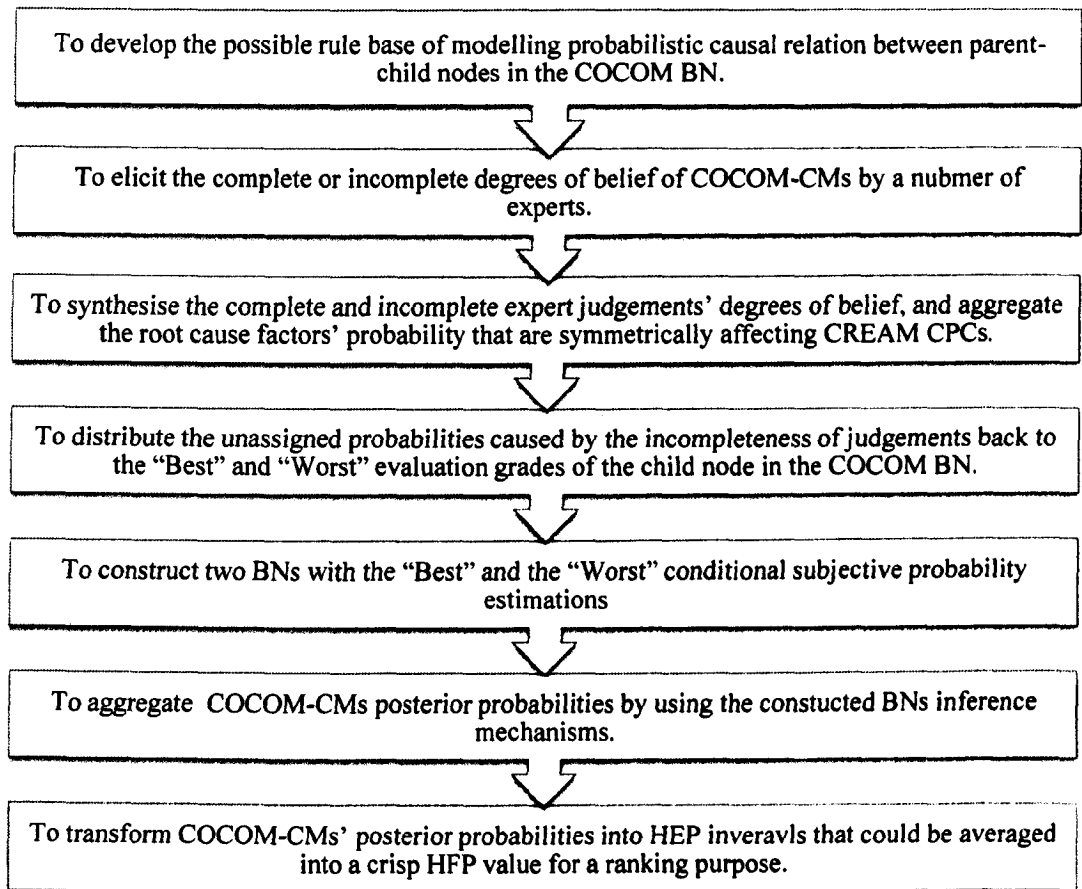 To develop the possible rule base of modelling probabilistic causal relation between parent-
child nodes in the COCOM BN.
To elicit the complete or incomplete degrees of belief of COCOM-CMs by a nubmer of
experts.
To synthesise the complete and incomplete expert judgements’ degrees of belief, and aggregate
the root cause factors’ probability that are symmetrically affecting CREAM CPCs.
To distribute the unassigned probabilities caused by the incompleteness of judgements back to
the “Best” and “Worst” evaluation grades of the child node in the COCOM BN.
To construct two BNs with the “Best” and the “Worst” conditional subjective probability
estimations
To aggregate COCOM-CMs posterior probabilities by using the constucted BNs inference
mechanisms.
To transform COCOM-CMs’ posterior probabilities into HEP inveravls that could be averaged
into a crisp HFP value for a ranking purpose.